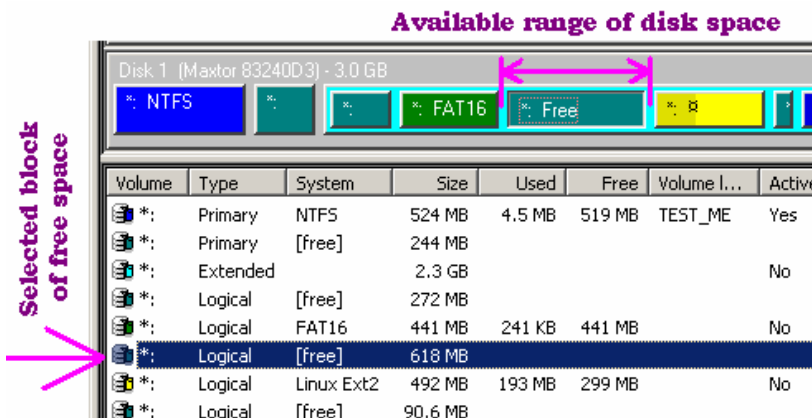 Available range of disk space
Disk 1 (Maxtor 83240D3) - 3.0 GB
*: NTFS *: *: *: FAT16 *: Free *: ¤ *
Selected block
of free space
Volume Type System Size Used Free Volume l... Active
*: Primary NTFS 524 MB 4.5 MB 519 MB TEST_ME Yes
*: Primary [free] 244 MB
*: Extended 2.3 GB No
*: Logical [free] 272 MB
*: Logical FAT16 441 MB 241 KB 441 MB No
*: Logical [free] 618 MB
*: Logical Linux Ext2 492 MB 193 MB 299 MB No
*: Logical [free] 90.6 MB